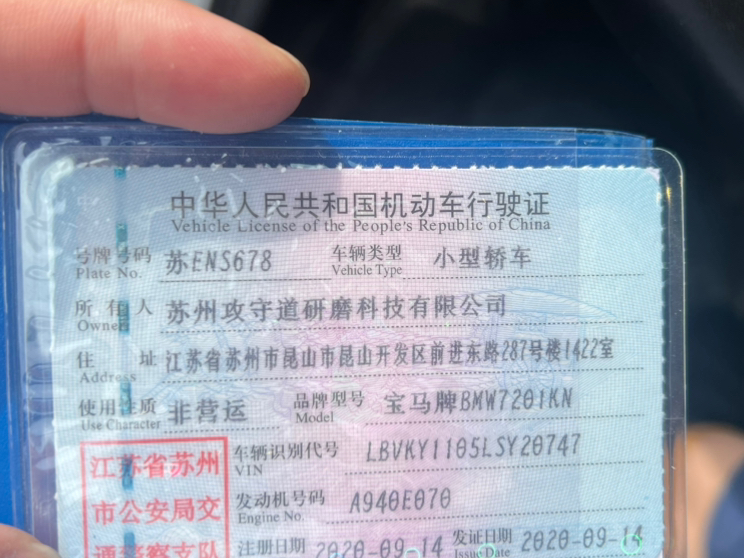 中华人民共和国机动车行驶证
Vehicle License of the People's Republic of China
号牌号码 苏ENS678 车辆类型 小型轿车
Plate No. Vehicle Type
所有人 苏州攻守道研磨科技有限公司
Owner
住址 江苏省苏州市昆山市昆山开发区前进东路287号楼1422室
Address
使用性质 非营运 品牌型号 宝马牌BMW7201KN
Use Character Model
江苏省苏州 车辆识别代号 LBVKY1105LSY20747
VIN
市公安局交 发动机号码 A940E070
Engine No.
通警察支队 注册日期 2020-09-14 发证日期 2020-09-14
Issue Date